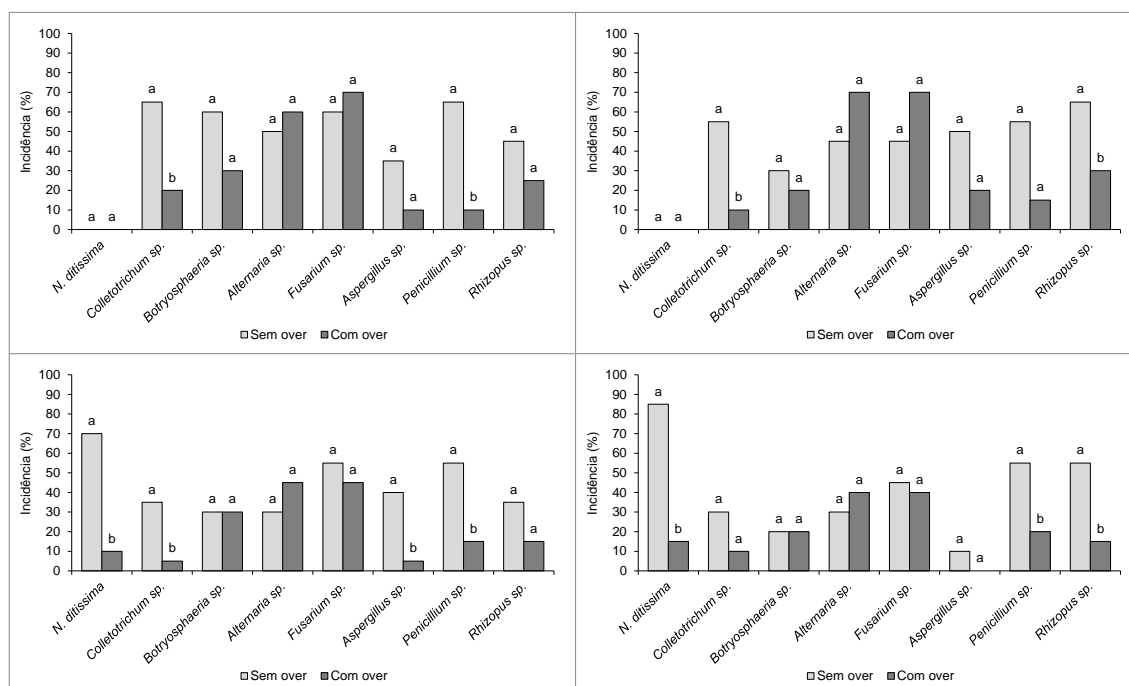 100
90
80
70
60
50
40
30
20
10
0
Incidência (%)
a a a b a a a a a a a a a b a a
N. ditissima Colletotrichum sp. Botryosphaeria sp. Alternaria sp. Fusarium sp. Aspergillus sp. Penicillium sp. Rhizopus sp.
Sem over Com over
100
90
80
70
60
50
40
30
20
10
0
Incidência (%)
a a a b a a a a a a a a a a a b
N. ditissima Colletotrichum sp. Botryosphaeria sp. Alternaria sp. Fusarium sp. Aspergillus sp. Penicillium sp. Rhizopus sp.
Sem over Com over
100
90
80
70
60
50
40
30
20
10
0
Incidência (%)
a b a b a a a a a a a b a b a a
N. ditissima Colletotrichum sp. Botryosphaeria sp. Alternaria sp. Fusarium sp. Aspergillus sp. Penicillium sp. Rhizopus sp.
Sem over Com over
100
90
80
70
60
50
40
30
20
10
0
Incidência (%)
a b a a a a a a a a a a a b a b
N. ditissima Colletotrichum sp. Botryosphaeria sp. Alternaria sp. Fusarium sp. Aspergillus sp. Penicillium sp. Rhizopus sp.
Sem over Com over